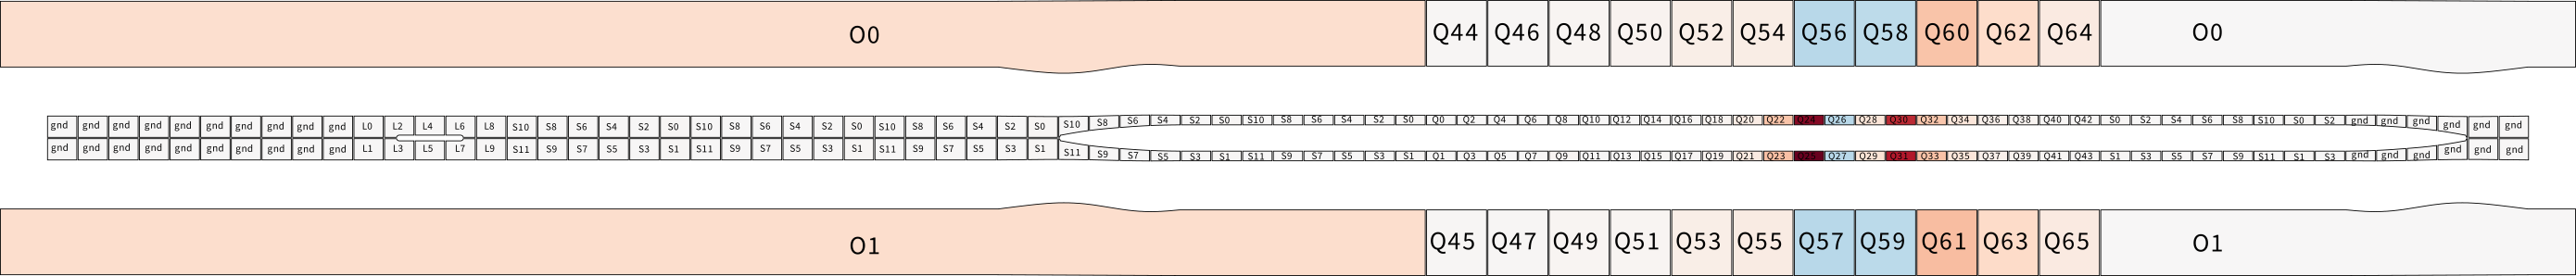 O0 Q44 Q46 Q48 Q50 Q52 Q54 Q56 Q58 Q60 Q62 Q64 O0
gnd gnd gnd gnd gnd gnd gnd gnd gnd gnd L0 L2 L4 L6 L8 S10 S8 S6 S4 S2 S0 S10 S8 S6 S4 S2 S0 S10 S8 S6 S4 S2 S0 S10 S8 S6 S4 S2 S0 S10 S8 S6 S4 S2 S0 Q0 Q2 Q4 Q6 Q8 Q10 Q12 Q14 Q16 Q18 Q20 Q22 Q24 Q26 Q28 Q30 Q32 Q34 Q36 Q38 Q40 Q42 S0 S2 S4 S6 S8 S10 S0 S2 gnd gnd gnd gnd gnd gnd
gnd gnd gnd gnd gnd gnd gnd gnd gnd gnd L1 L3 L5 L7 L9 S11 S9 S7 S5 S3 S1 S11 S9 S7 S5 S3 S1 S11 S9 S7 S5 S3 S1 S11 S9 S7 S5 S3 S1 S11 S9 S7 S5 S3 S1 Q1 Q3 Q5 Q7 Q9 Q11 Q13 Q15 Q17 Q19 Q21 Q23 Q25 Q27 Q29 Q31 Q33 Q35 Q37 Q39 Q41 Q43 S1 S3 S5 S7 S9 S11 S1 S3 gnd gnd gnd gnd gnd gnd
O1 Q45 Q47 Q49 Q51 Q53 Q55 Q57 Q59 Q61 Q63 Q65 O1